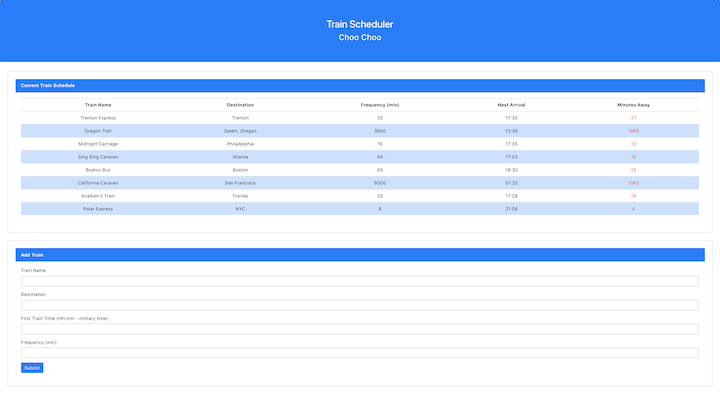 Train Scheduler
Choo Choo
Current Train Schedule
Train Name Destination Frequency (min) Next Arrival Minutes Away
Trenton Express Trenton 25 17:35 21
Oregon Trail Salem, Oregon 3600 13:39
Midnight Carriage Philadelphia 15 17:35 13
Sing Sing Caravan Atlanta 45 17:53 12
Boston Bus Boston 65 18:30 25
California Caravan San Francisco 6000 01:25 1942
Analben's Train Florida 25 17:28 19
Polar Express NYC 8 21:08 4
Add Train
Train Name
Destination
First Train Time (HH:mm - military time)
Frequency (min)
Submit